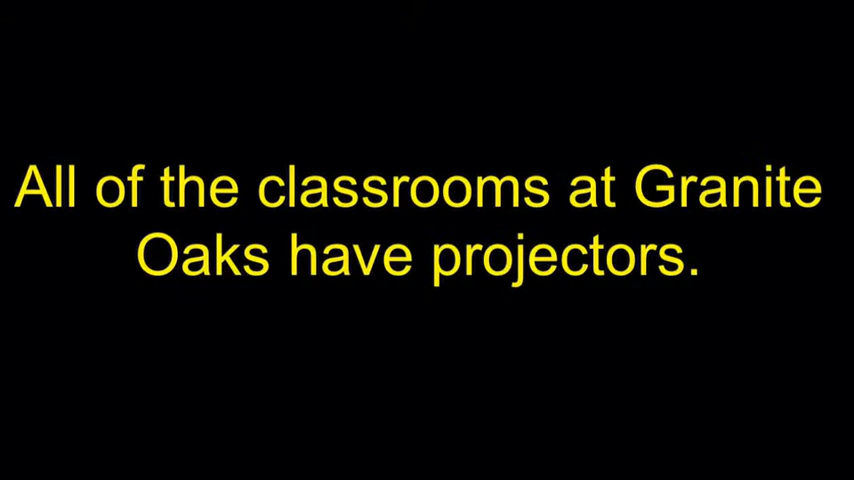 All of the classrooms at Granite
Oaks have projectors.